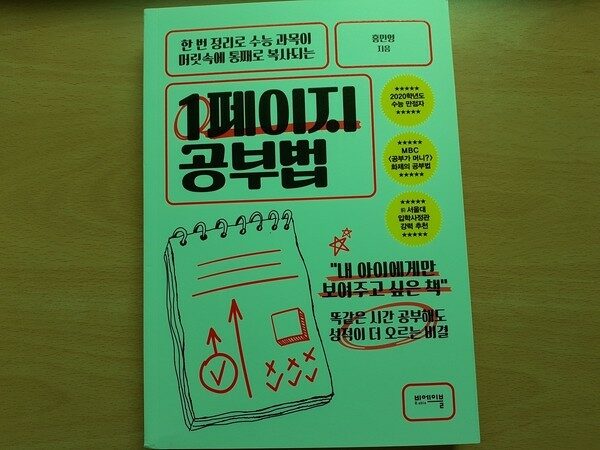 한 번 정리로 수능 과목이
머릿속에 통째로 복사되는
홍민영
지음
1페이지
공부법
★★★★★
2020학년도
수능 만점자
★★★★★
★★★★★
MBC
<공부가 머니?>
화제의 공부법
★★★★★
★★★★★
前 서울대
입학사정관
강력 추천
★★★★★
"내 아이에게만
보여주고 싶은 책"
똑같은 시간 공부해도
성적이 더 오르는 비결
비에이블